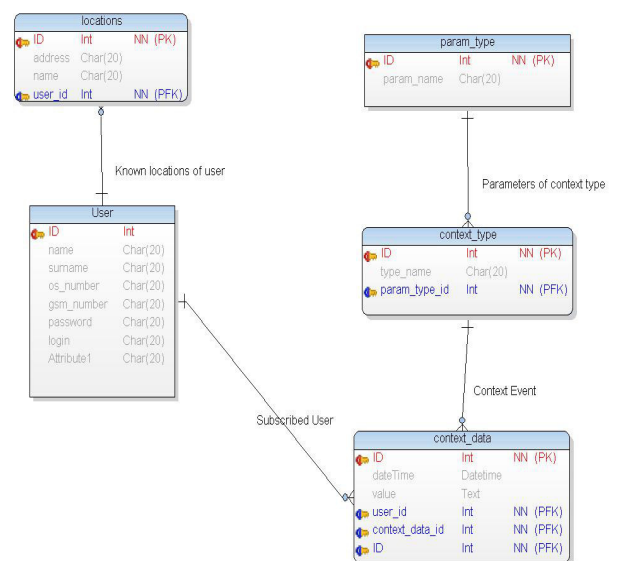 locations
ID Int NN (PK)
address Char(20)
name Char(20)
user_id Int NN (PFK)
Known locations of user
User
ID Int
name Char(20)
surname Char(20)
os_number Char(20)
gsm_number Char(20)
password Char(20)
login Char(20)
Attribute1 Char(20)
Subscribed User
param_type
ID Int NN (PK)
param_name Char(20)
Parameters of context type
context_type
ID Int NN (PK)
type_name Char(20)
param_type_id Int NN (PFK)
Context Event
context_data
ID Int NN (PK)
dateTime Datetime
value Text
user_id Int NN (PFK)
context_data_id Int NN (PFK)
ID Int NN (PFK)